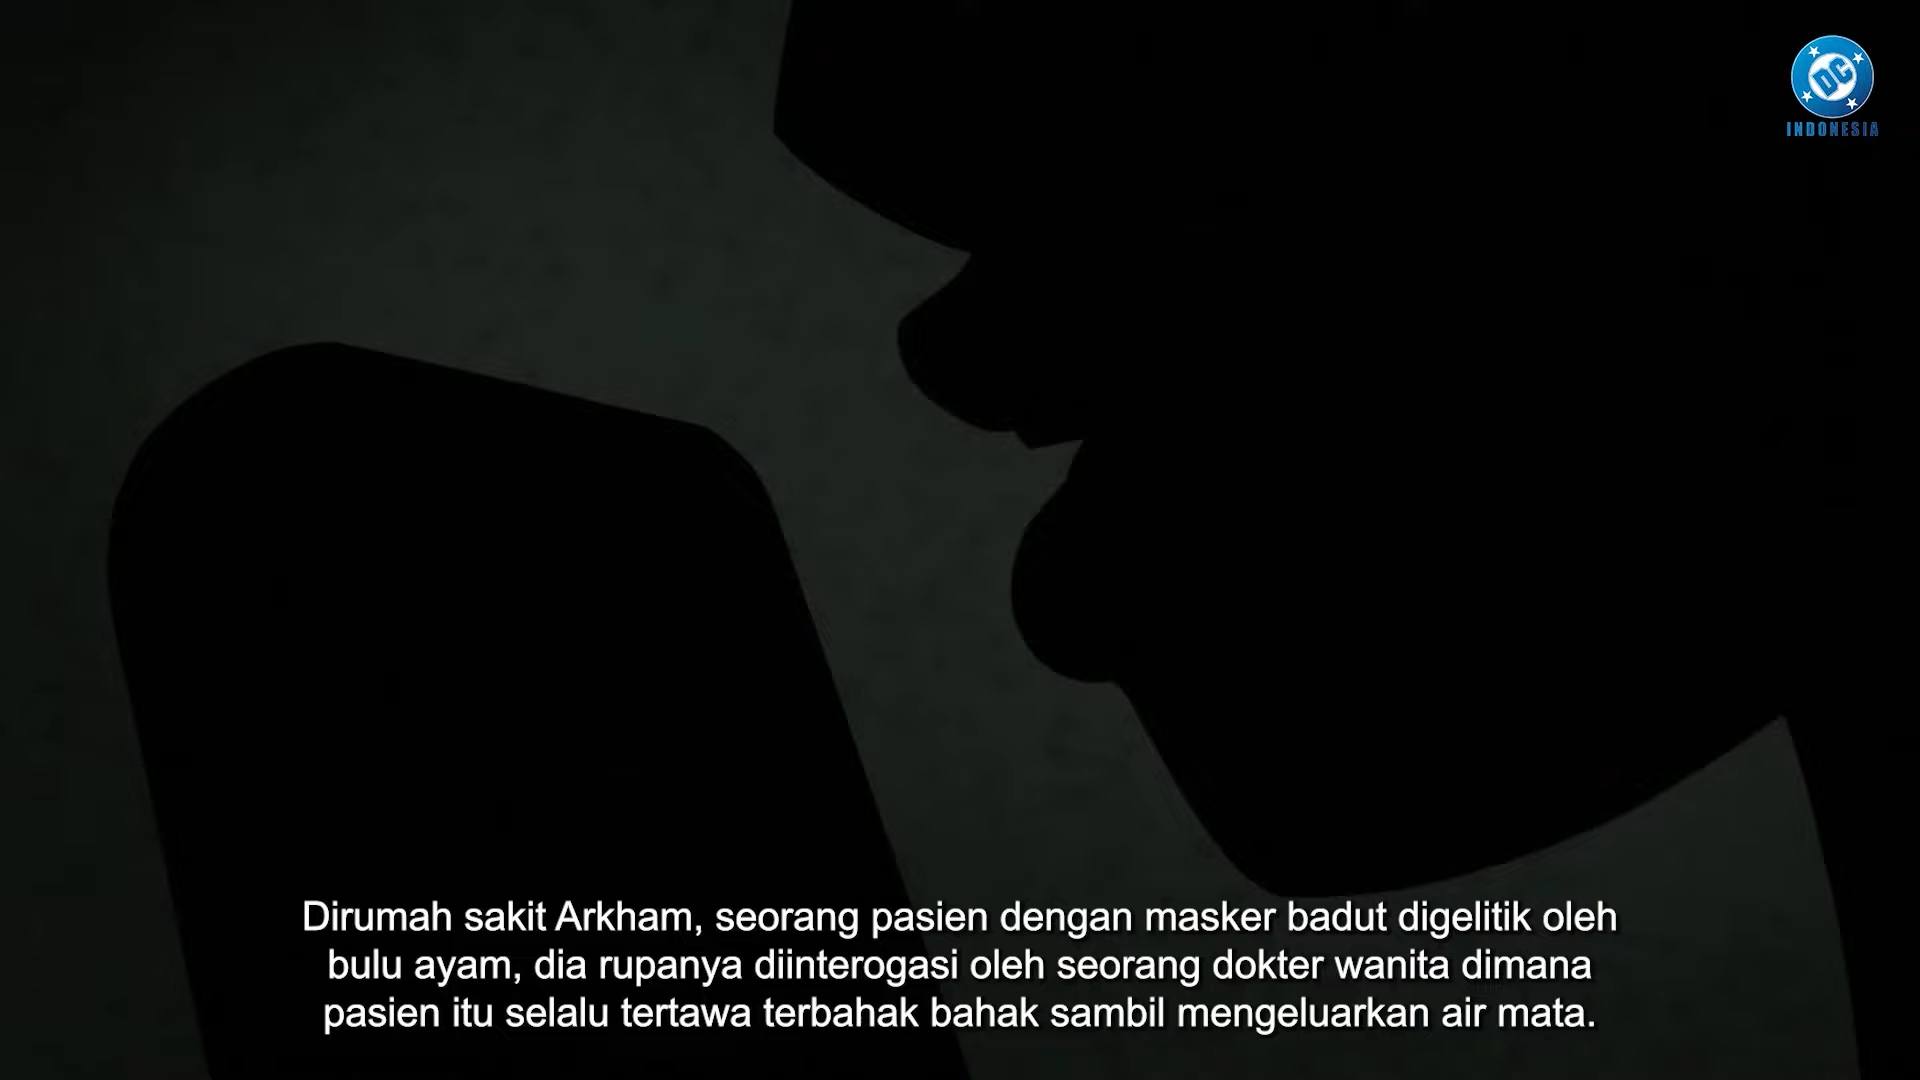 DC
INDONESIA
Dirumah sakit Arkham, seorang pasien dengan masker badut digelitik oleh
bulu ayam, dia rupanya diinterogasi oleh seorang dokter wanita dimana
pasien itu selalu tertawa terbahak bahak sambil mengeluarkan air mata.